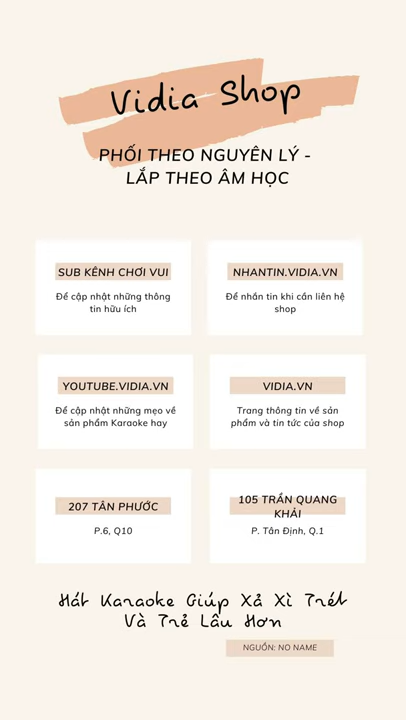 Vidia Shop
PHỐI THEO NGUYÊN LÝ -
LẮP THEO ÂM HỌC
SUB KÊNH CHƠI VUI
Để cập nhật những thông
tin hữu ích
NHANTIN.VIDIA.VN
Để nhắn tin khi cần liên hệ
shop
YOUTUBE.VIDIA.VN
Để cập nhật những mẹo về
sản phẩm Karaoke hay
VIDIA.VN
Trang thông tin về sản
phẩm và tin tức của shop
207 TÂN PHƯỚC
P.6, Q10
105 TRẦN QUANG
KHẢI
P. Tân Định, Q.1
Hát Karaoke Giúp Xả Xì Trét
Và Trẻ Lâu Hơn
NGUỒN: NO NAME